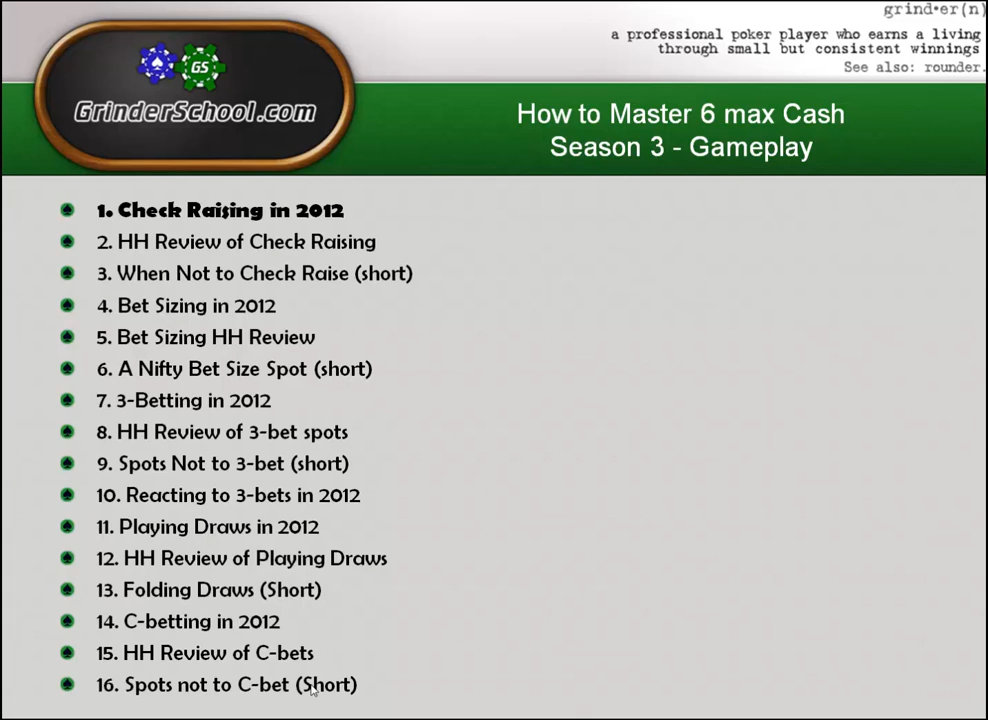 grind•er(n)
a professional poker player who earns a living
through small but consistent winnings
See also: rounder.
GS
GrinderSchool.com
How to Master 6 max Cash
Season 3 - Gameplay
1. Check Raising in 2012
2. HH Review of Check Raising
3. When Not to Check Raise (short)
4. Bet Sizing in 2012
5. Bet Sizing HH Review
6. A Nifty Bet Size Spot (short)
7. 3-Betting in 2012
8. HH Review of 3-bet spots
9. Spots Not to 3-bet (short)
10. Reacting to 3-bets in 2012
11. Playing Draws in 2012
12. HH Review of Playing Draws
13. Folding Draws (Short)
14. C-betting in 2012
15. HH Review of C-bets
16. Spots not to C-bet (Short)